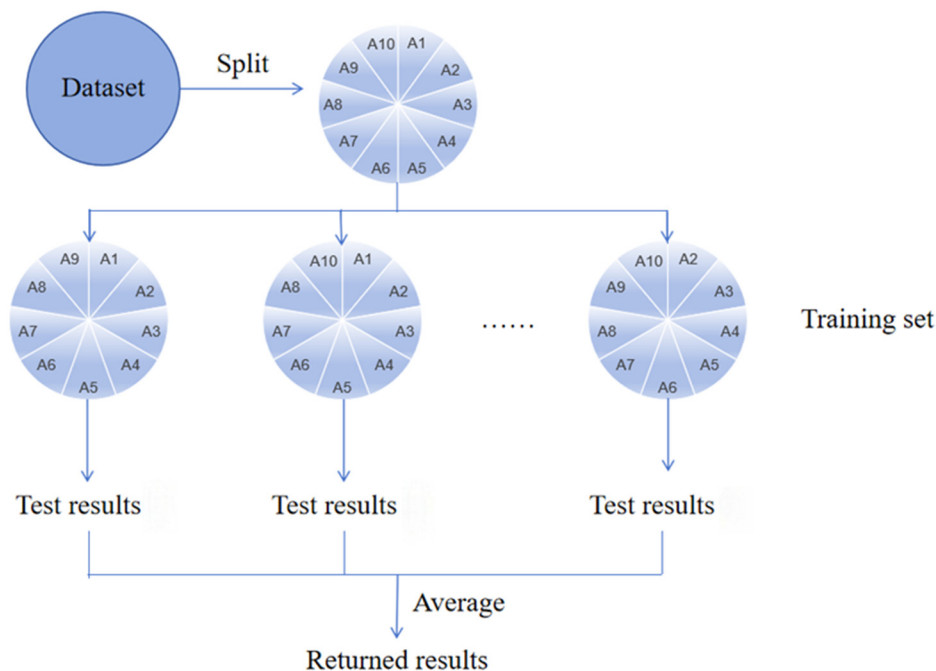 Dataset
Split
A10 A1
A9 A2
A8 A3
A7 A4
A6 A5
A9 A1
A8 A2
A7 A3
A6 A4
A5
A10 A1
A8 A2
A7 A3
A6 A4
A5
......
A10 A2
A9 A3
A8 A4
A7 A5
A6
Training set
Test results
Test results
Test results
Average
Returned results